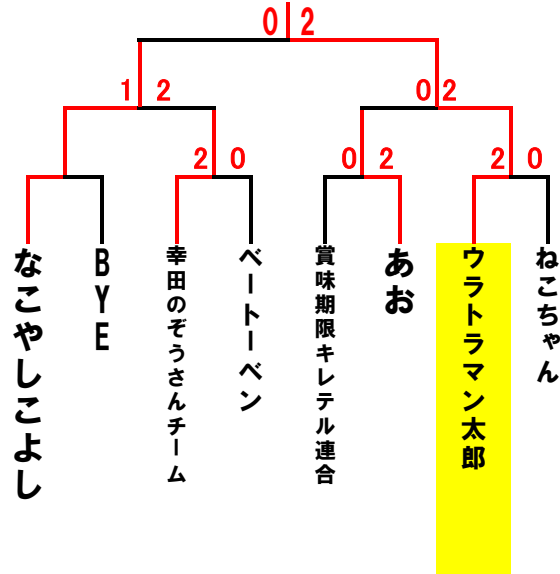 0 2
1 2
0 2
2 0
0 2
2 0
なこやしこよし
BYE
幸田のぞうさんチーム
ベートーベン
賞味期限キレテル連合
あお
ウラトラマン太郎
ねこちゃん